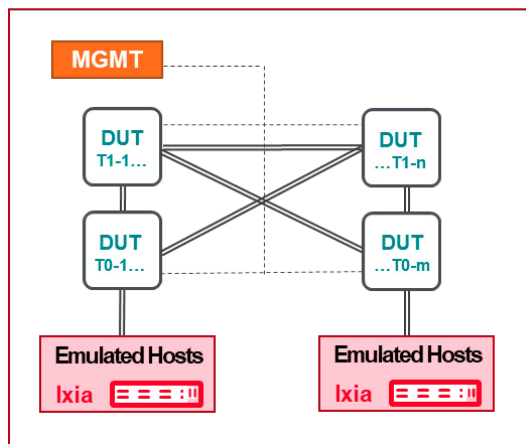 MGMT
DUT
T1-1...
DUT
...T1-n
DUT
T0-1...
DUT
...T0-m
Emulated Hosts
Ixia
Emulated Hosts
Ixia